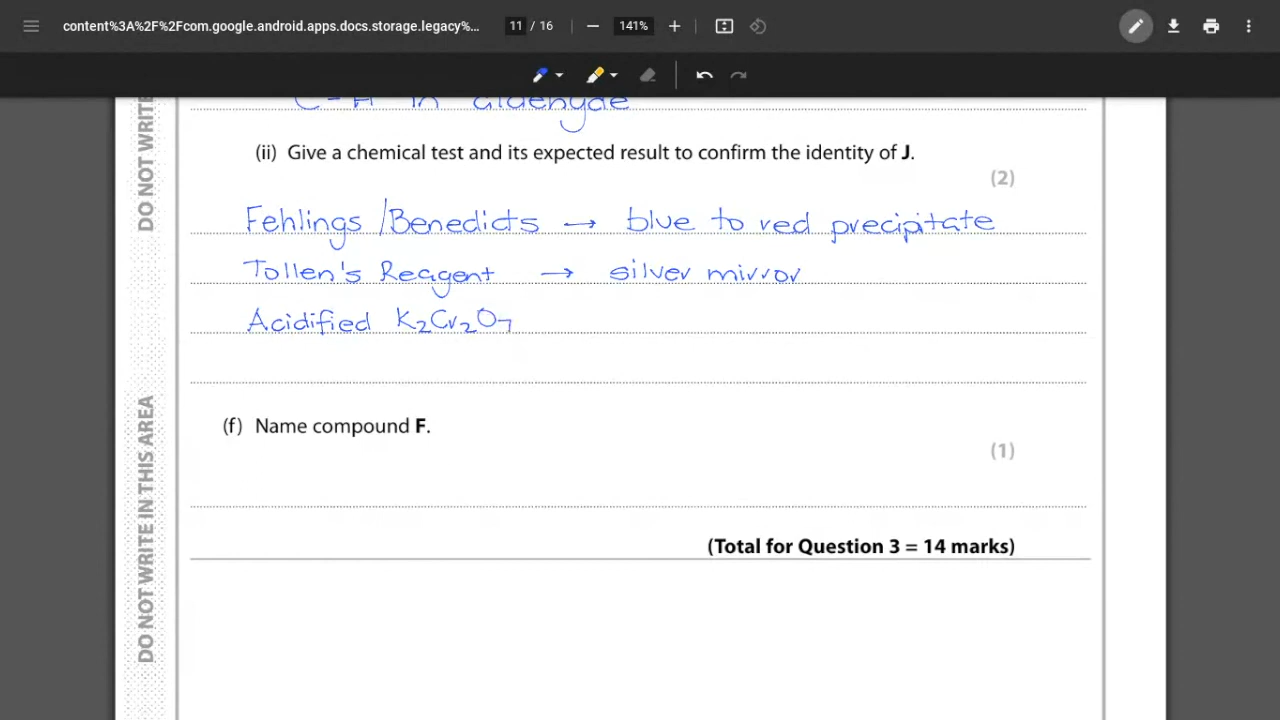 content%3A%2F%2Fcom.google.android.apps.docs.storage.legacy%... 11 / 16 141%
C-H in aldehyde
(ii) Give a chemical test and its expected result to confirm the identity of J.
(2)
Fehlings /Benedicts → blue to red precipitate
Tollen's Reagent → silver mirror
Acidified K₂Cr₂O₇
(f) Name compound F.
(1)
(Total for Question 3 = 14 marks)
DO NOT WRITE
DO NOT WRITE IN THIS AREA